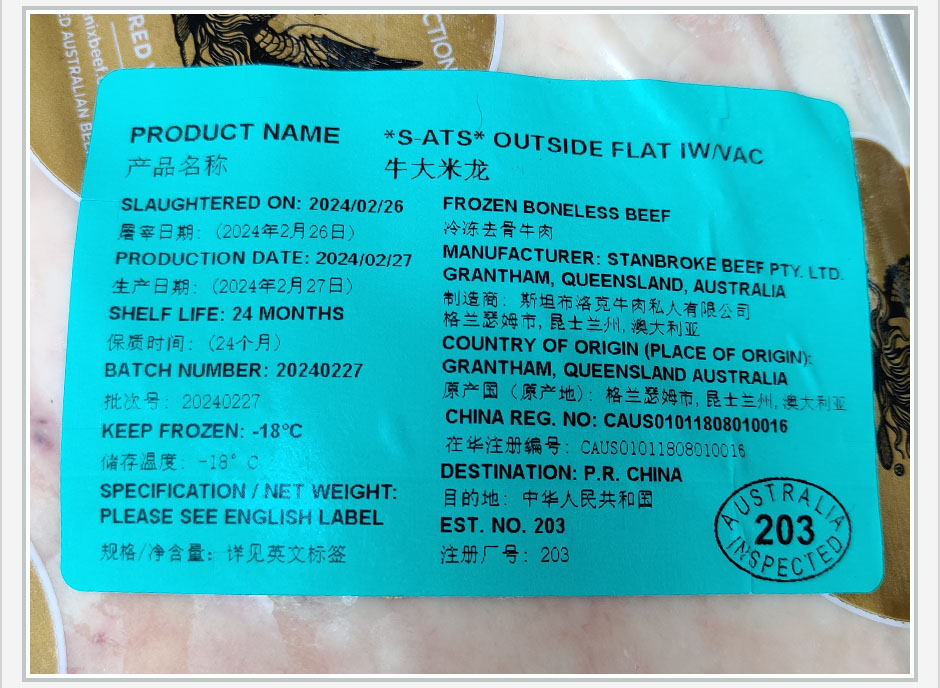 CTION
RED
nixbeef.
D AUSTRALIAN BEE
PRODUCT NAME *S-ATS* OUTSIDE FLAT IW/VAC
产品名称 牛大米龙
SLAUGHTERED ON: 2024/02/26
屠宰日期: (2024年2月26日)
PRODUCTION DATE: 2024/02/27
生产日期: (2024年2月27日)
SHELF LIFE: 24 MONTHS
保质时间: (24个月)
BATCH NUMBER: 20240227
批次号: 20240227
KEEP FROZEN: -18°C
储存温度: -18° C
SPECIFICATION / NET WEIGHT:
PLEASE SEE ENGLISH LABEL
规格/净含量: 详见英文标签
FROZEN BONELESS BEEF
冷冻去骨牛肉
MANUFACTURER: STANBROKE BEEF PTY. LTD.
GRANTHAM, QUEENSLAND, AUSTRALIA
制造商: 斯坦布洛克牛肉私人有限公司
格兰瑟姆市, 昆士兰州, 澳大利亚
COUNTRY OF ORIGIN (PLACE OF ORIGIN):
GRANTHAM, QUEENSLAND AUSTRALIA
原产国 (原产地): 格兰瑟姆市, 昆士兰州, 澳大利亚
CHINA REG. NO: CAUS01011808010016
在华注册编号: CAUS01011808010016
DESTINATION: P.R. CHINA
目的地: 中华人民共和国
EST. NO. 203
注册厂号: 203
AUSTRALIA
203
INSPECTED